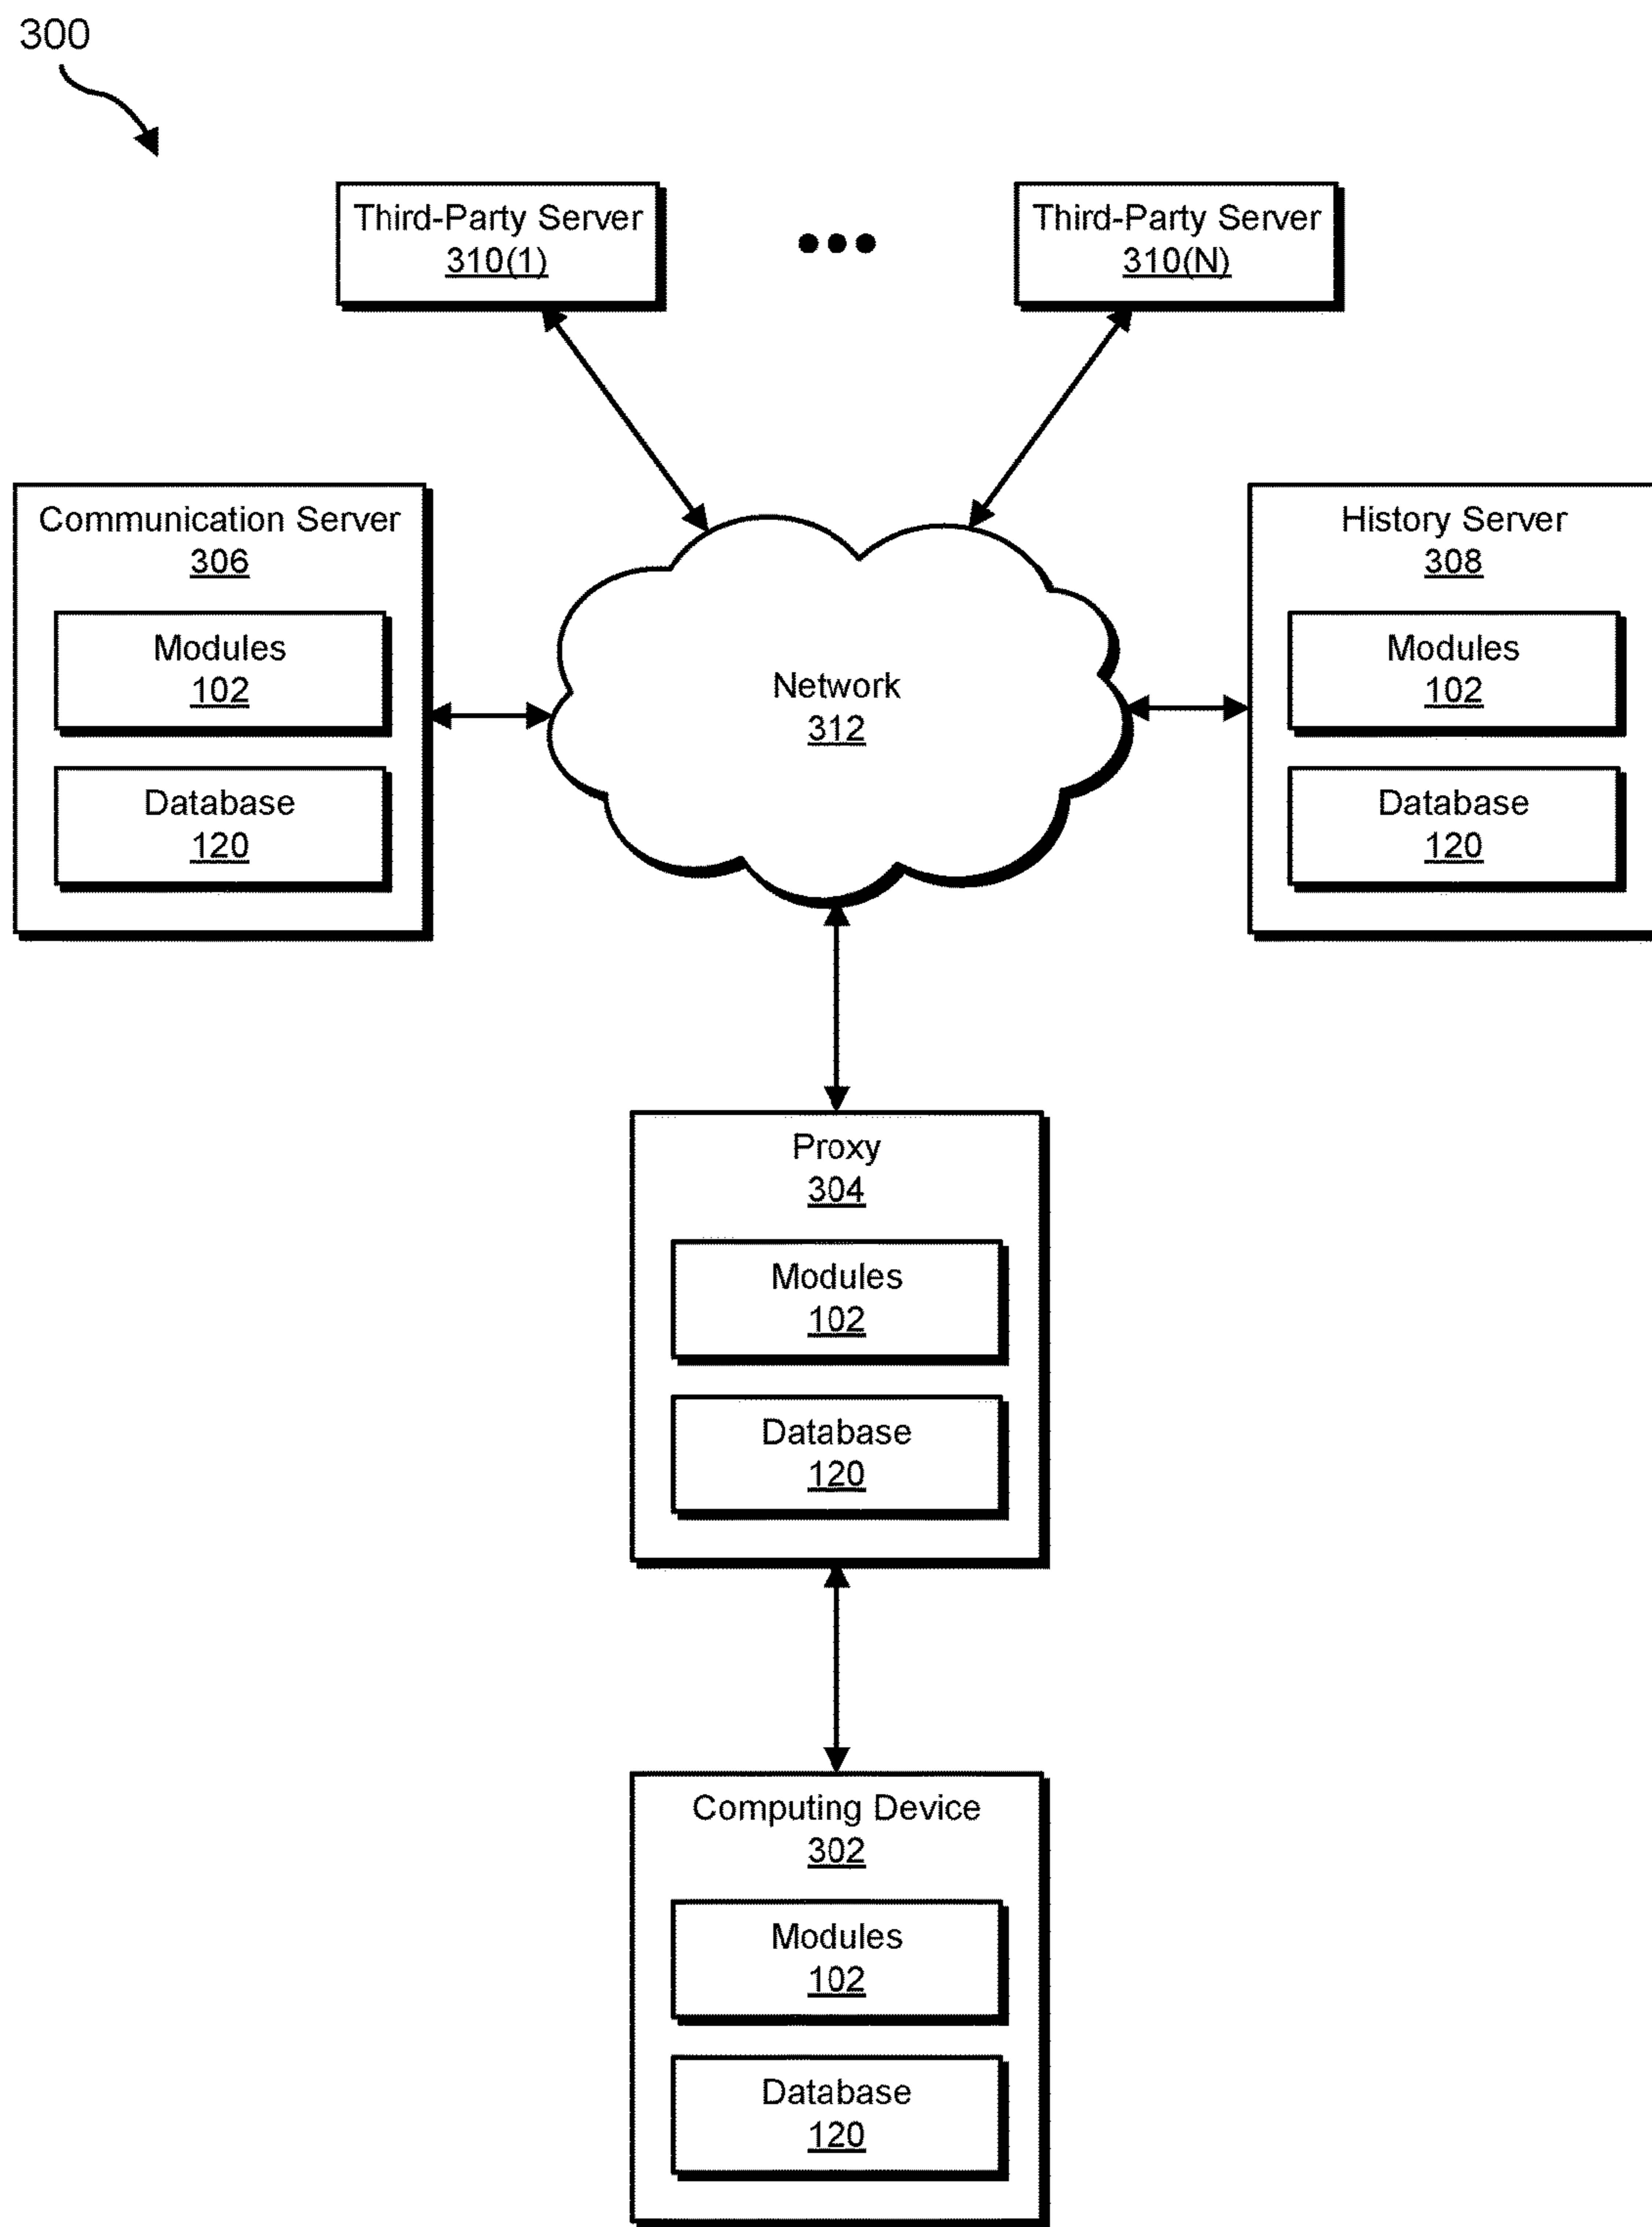 300
Third-Party Server
310(1)
Third-Party Server
310(N)
Communication Server
306
Modules
102
Database
120
Network
312
History Server
308
Modules
102
Database
120
Proxy
304
Modules
102
Database
120
Computing Device
302
Modules
102
Database
120